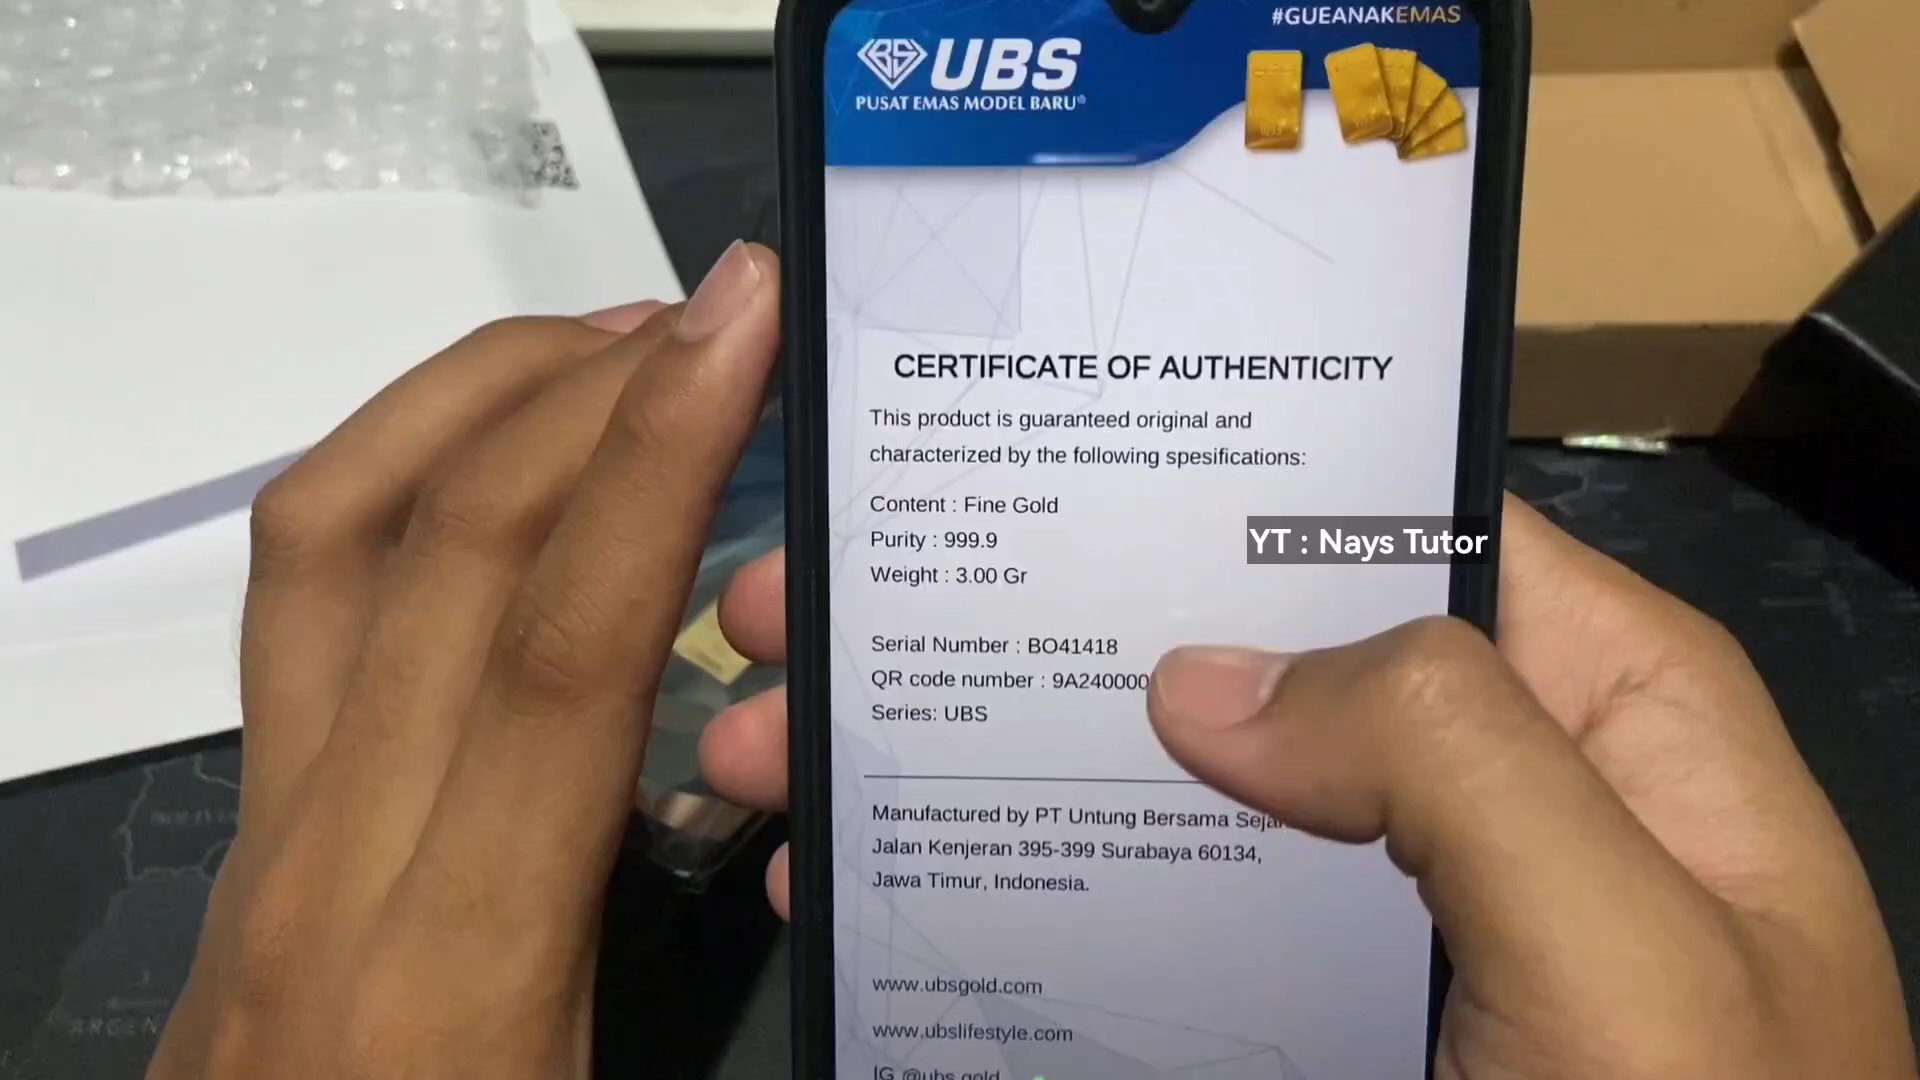 #GUEANAKEMAS
UBS
PUSAT EMAS MODEL BARU®
CERTIFICATE OF AUTHENTICITY
This product is guaranteed original and
characterized by the following spesifications:
Content : Fine Gold
Purity : 999.9
Weight : 3.00 Gr
YT : Nays Tutor
Serial Number : BO41418
QR code number : 9A240000
Series: UBS
Manufactured by PT Untung Bersama
Jalan Kenjeran 395-399 Surabaya 60134,
Jawa Timur, Indonesia.
www.ubsgold.com
www.ubslifestyle.com
IG @ubs.gold